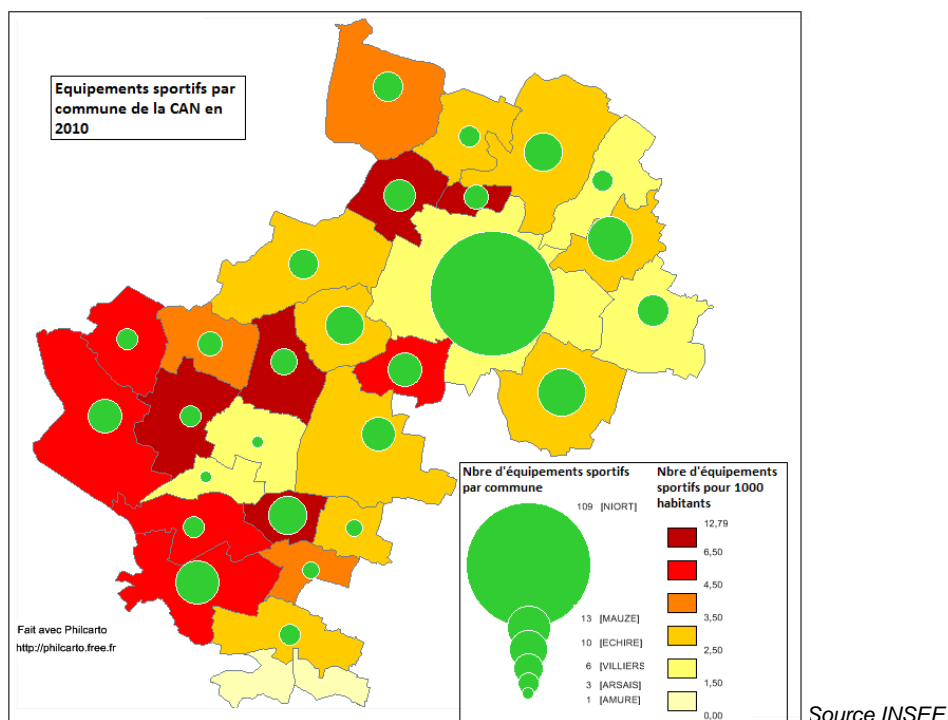 Equipements sportifs par
commune de la CAN en
2010
Nbre d'équipements sportifs
par commune
109 [NIORT]
13 [MAUZE]
10 [ECHIRE]
6 [VILLIERS
3 [ARSAIS]
1 [AMURE]
Nbre d'équipements
sportifs pour 1000
habitants
12,79
6,50
4,50
3,50
2,50
1,50
0,00
Fait avec Philcarto
http://philcarto.free.fr
Source INSEE